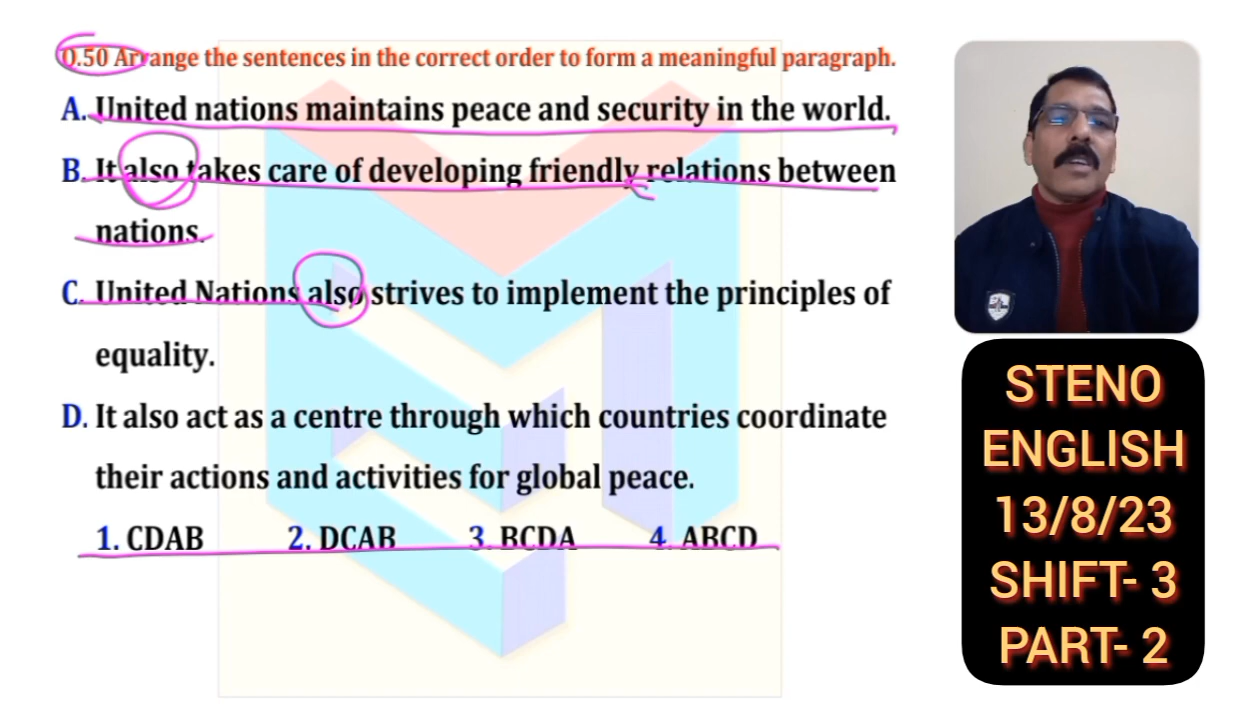 Q.50 Arrange the sentences in the correct order to form a meaningful paragraph.
A. United nations maintains peace and security in the world.
B. It also takes care of developing friendly relations between
nations.
C. United Nations also strives to implement the principles of
equality.
D. It also act as a centre through which countries coordinate
their actions and activities for global peace.
1. CDAB 2. DCAB 3. BCDA 4. ABCD
STENO
ENGLISH
13/8/23
SHIFT- 3
PART- 2